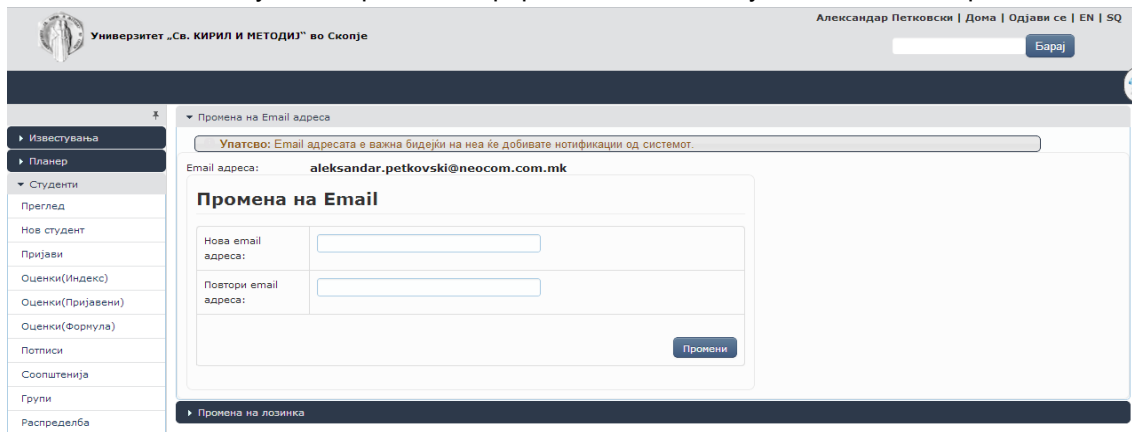 Александар Петковски | Дома | Одјави се | EN | SQ
Универзитет „Св. КИРИЛ И МЕТОДИЈ“ во Скопје
Барај
Известувања
Планер
Студенти
Преглед
Нов студент
Пријави
Оценки(Индекс)
Оценки(Пријавени)
Оценки(Формула)
Потписи
Соопштенија
Групи
Распределба
Промена на Email адреса
Упатсво: Email адресата е важна бидејќи на неа ќе добивате нотификации од системот.
Email адреса: aleksandar.petkovski@neocom.com.mk
Промена на Email
Нова email
адреса:
Повтори email
адреса:
Промени
Промена на лозинка